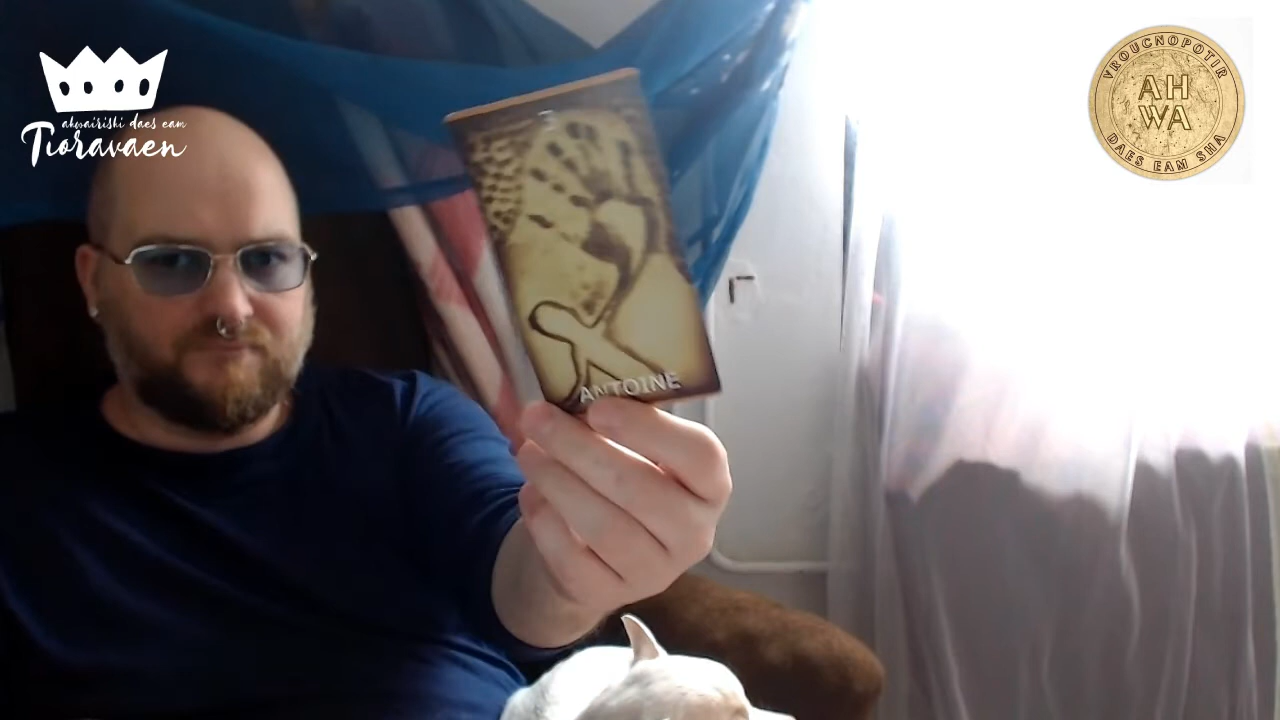 akwairishi daes eam
Tioravaen
VROUCNOPOTIR
AH
WA
DAES EAM SHA
ANTOINE